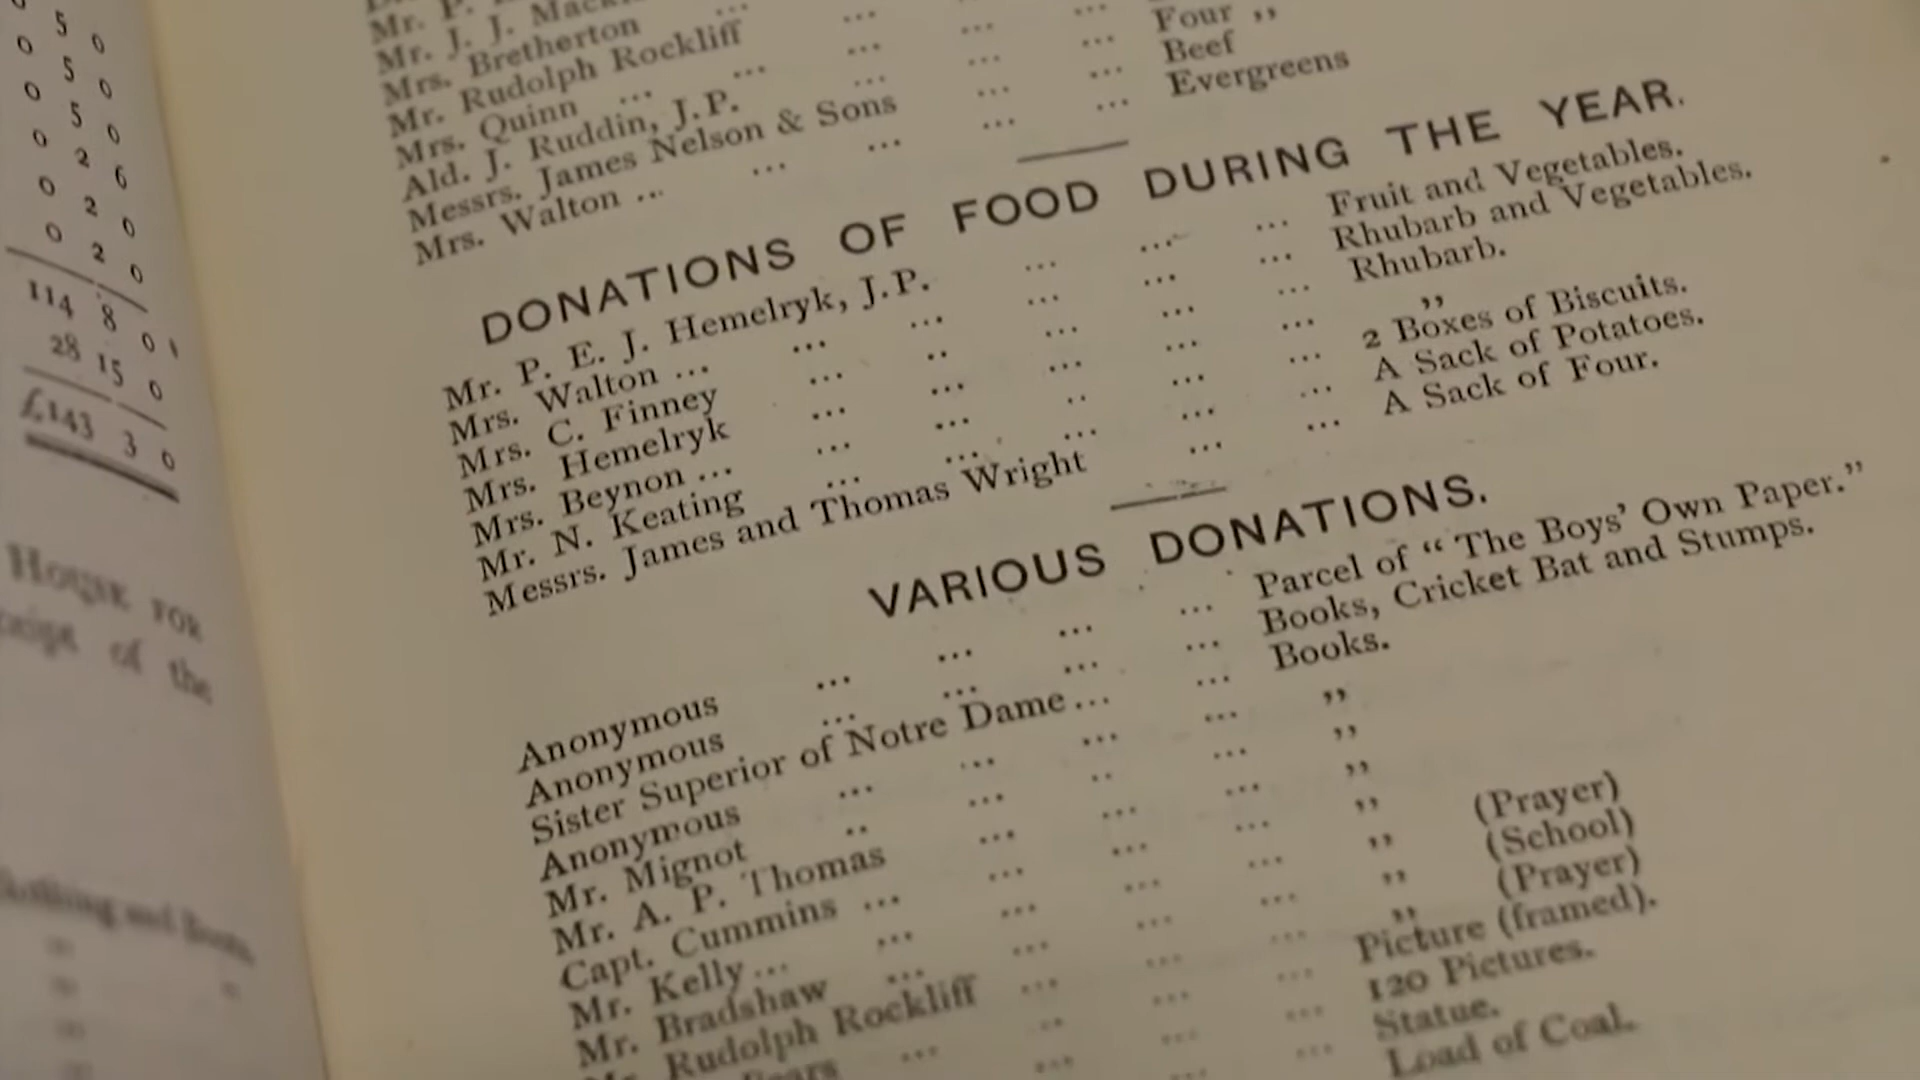 5 0
0 5 0
0 5 0
0 2 6
0 2 0
0 2 0
114 8 0
28 15 0
£143 3 0
of the
Mr. P.
Mr. J. J.
Mrs. Bretherton ...
Mr. Rudolph Rockliff ... ... ...
Mrs. Quinn ... ... ... ... ...
Ald. J. Ruddin, J.P. ... ... ... Four ,,
Messrs. James Nelson & Sons ... ... Beef
Mrs. Walton ... ... ... ... ... Evergreens
DONATIONS OF FOOD DURING THE YEAR.
Mr. P. E. J. Hemelryk, J.P. ... ... ... Fruit and Vegetables.
Mrs. Walton ... ... ... ... ... ... Rhubarb and Vegetables.
Mrs. C. Finney ... .. ... ... ... Rhubarb.
Mrs. Hemelryk ... ... ... ... ... ,,
Mrs. Beynon ... ... ... .. ... ... 2 Boxes of Biscuits.
Mr. N. Keating ... ... ... ... ... A Sack of Potatoes.
Messrs. James and Thomas Wright ... ... A Sack of Four.
VARIOUS DONATIONS.
Anonymous ... ... ... ... Parcel of “The Boys’ Own Paper.”
Anonymous ... ... ... ... Books, Cricket Bat and Stumps.
Sister Superior of Notre Dame ... ... Books.
Anonymous ... ... ... ... ,,
Mr. Mignot .. ... .. ... ,,
Mr. A. P. Thomas ... ... ... ,,
Capt. Cummins ... ... ... ... ,,
Mr. Kelly ... ... ... ... ... ,, (Prayer)
Mr. Bradshaw ... ... ... ... ,, (School)
Rudolph Rockliff ... ... ... ,, (Prayer)
Picture (framed).
120 Pictures.
Statue.
Load of Coal.